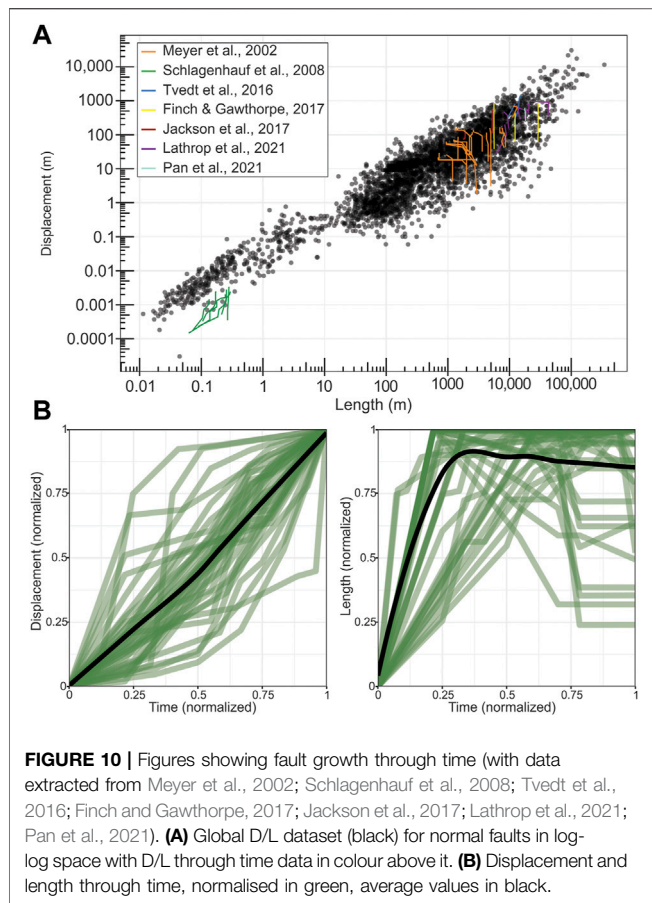 A
Meyer et al., 2002
Schlagenhauf et al., 2008
Tvedt et al., 2016
Finch & Gawthorpe, 2017
Jackson et al., 2017
Lathrop et al., 2021
Pan et al., 2021
Displacement (m)
10,000
1000
100
10
1
0.1
0.01
0.001
0.0001
0.01
0.1
1
10
100
1000
10,000
100,000
Length (m)
B
Displacement (normalized)
1
0.75
0.5
0.25
0
0
0.25
0.5
0.75
1
Time (normalized)
Length (normalized)
1
0.75
0.5
0.25
0
0
0.25
0.5
0.75
1
Time (normalized)
FIGURE 10 | Figures showing fault growth through time (with data
extracted from Meyer et al., 2002; Schlagenhauf et al., 2008; Tvedt et al.,
2016; Finch and Gawthorpe, 2017; Jackson et al., 2017; Lathrop et al., 2021;
Pan et al., 2021). (A) Global D/L dataset (black) for normal faults in log-
log space with D/L through time data in colour above it. (B) Displacement and
length through time, normalised in green, average values in black.